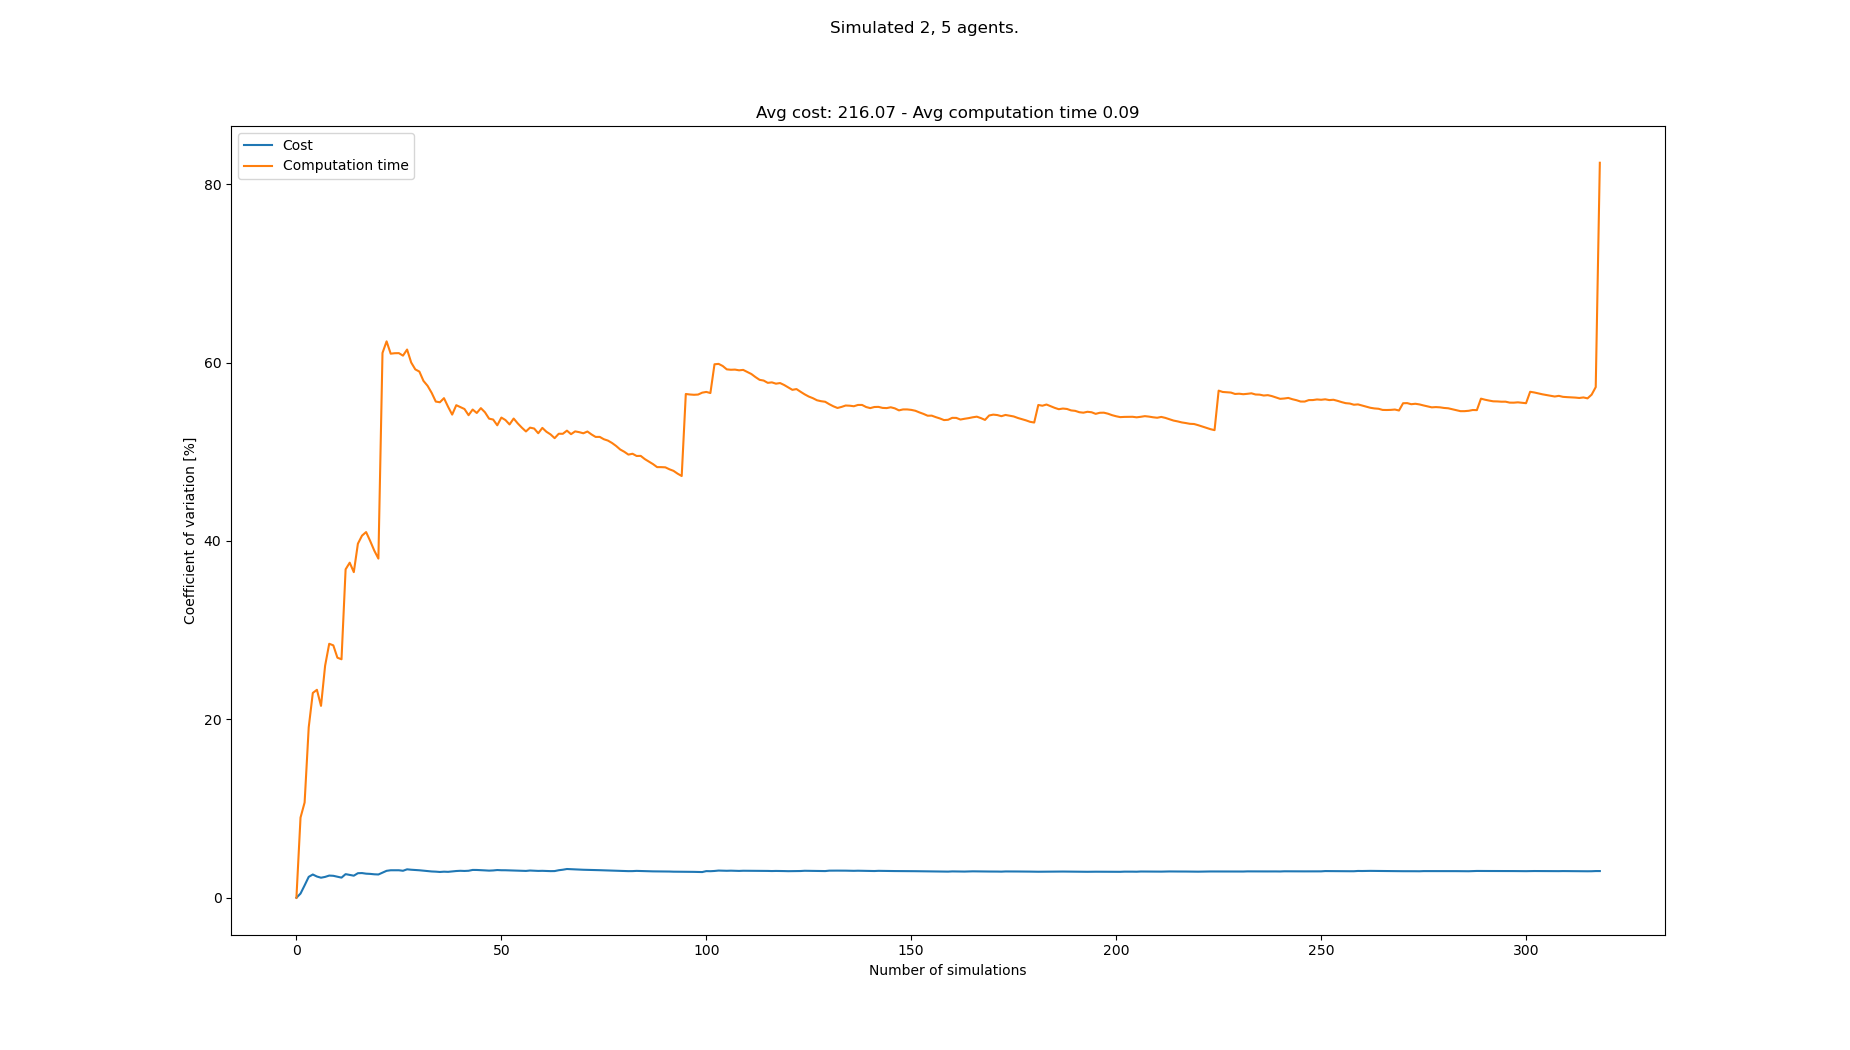 Simulated 2, 5 agents.
Avg cost: 216.07 - Avg computation time 0.09
Cost
Computation time
80
60
40
20
0
Coefficient of variation [%]
0 50 100 150 200 250 300
Number of simulations